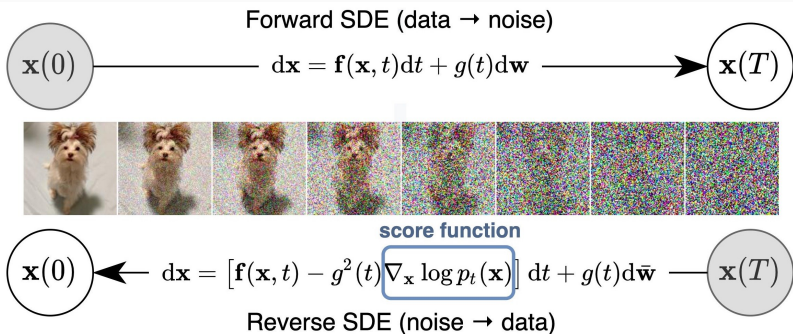 Forward SDE (data → noise)
x(0) dx = f(x, t)dt + g(t)dw x(T)
score function
x(0) dx = [f(x, t) − g²(t)∇ₓ log pₜ(x)] dt + g(t)dw̄ x(T)
Reverse SDE (noise → data)